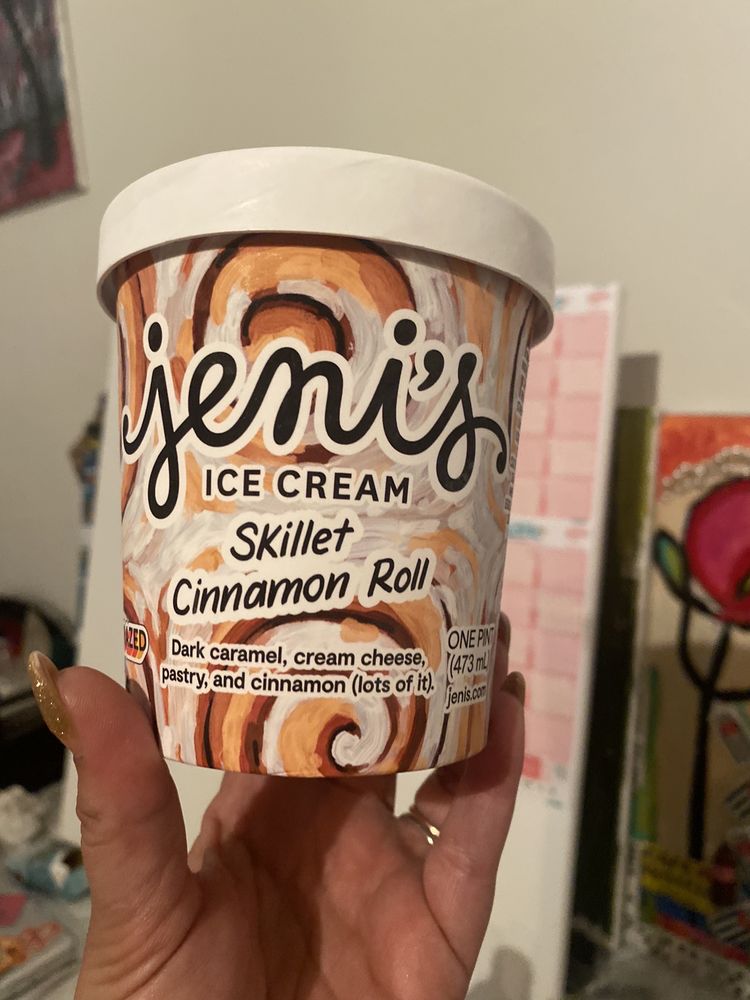 jeni's
ICE CREAM
Skillet
Cinnamon Roll
Dark caramel, cream cheese,
pastry, and cinnamon (lots of it).
ONE PINT
(473 mL)
jenis.com